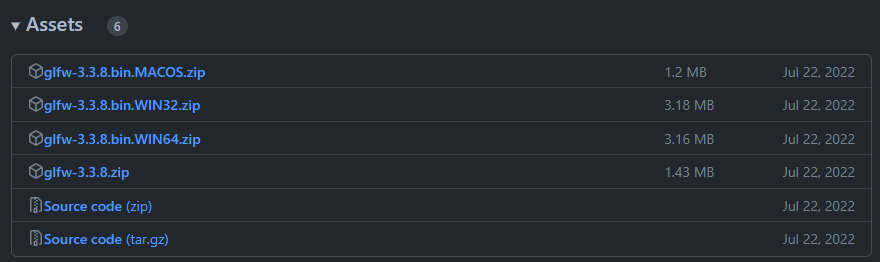 Assets 6
glfw-3.3.8.bin.MACOS.zip 1.2 MB Jul 22, 2022
glfw-3.3.8.bin.WIN32.zip 3.18 MB Jul 22, 2022
glfw-3.3.8.bin.WIN64.zip 3.16 MB Jul 22, 2022
glfw-3.3.8.zip 1.43 MB Jul 22, 2022
Source code (zip) Jul 22, 2022
Source code (tar.gz) Jul 22, 2022